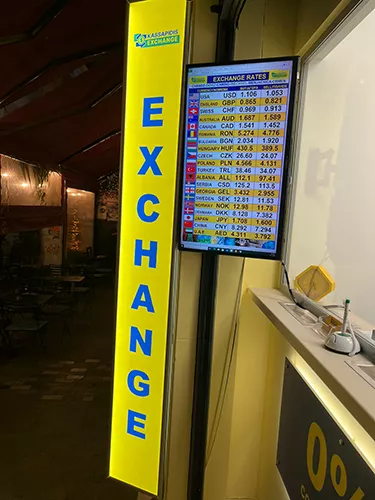 KASSAPIDIS
EXCHANGE
EXCHANGE
EXCHANGE RATES
USA USD 1.106 1.053
ENGLAND GBP 0.865 0.821
SWISS CHF 0.969 0.913
AUSTRALIA AUD 1.687 1.589
CANADA CAD 1.541 1.452
ROMANIA RON 5.274 4.776
BULGARIA BGN 2.034 1.920
HUNGARY HUF 430.5 389.5
CZECH CZK 26.60 24.07
POLAND PLN 4.566 4.131
TURKEY TRL 38.46 34.07
ALBANIA ALL 112.1 97.41
SERBIA CSD 125.2 113.5
GEORGIA GEL 3.432 2.955
SWEDEN SEK 12.81 11.53
NORWAY NOK 12.98 11.78
DENMARK DKK 8.128 7.382
JAPAN JPY 1.708 1.600
CHINA CNY 8.292 7.294
U.A.E. AED 4.311 3.792
0%